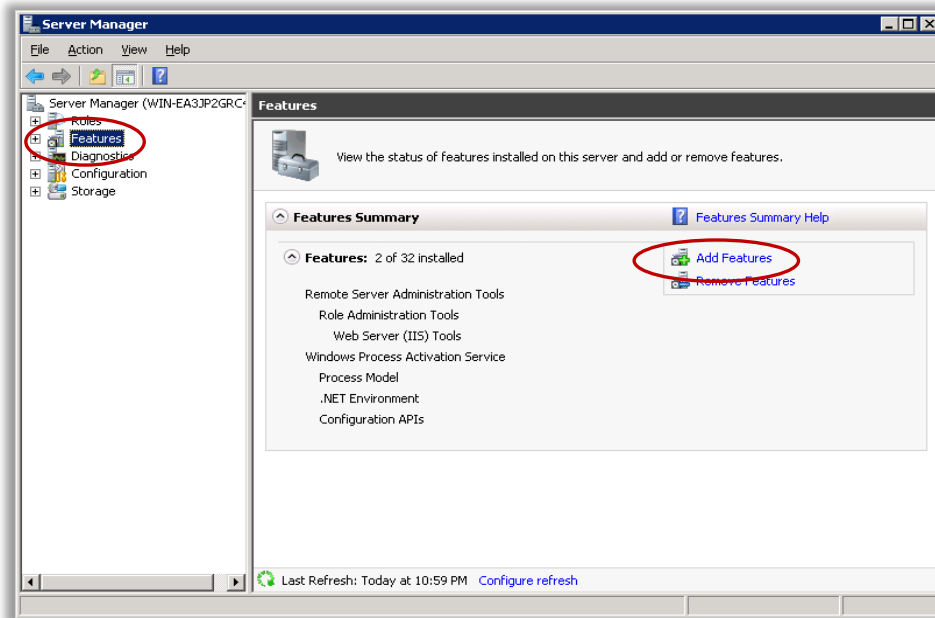 Server Manager
File Action View Help
Server Manager (WIN-EA3JP2GRC
Roles
Features
Diagnostics
Configuration
Storage
Features
View the status of features installed on this server and add or remove features.
Features Summary
Features Summary Help
Features: 2 of 32 installed
Add Features
Remove Features
Remote Server Administration Tools
Role Administration Tools
Web Server (IIS) Tools
Windows Process Activation Service
Process Model
.NET Environment
Configuration APIs
Last Refresh: Today at 10:59 PM Configure refresh